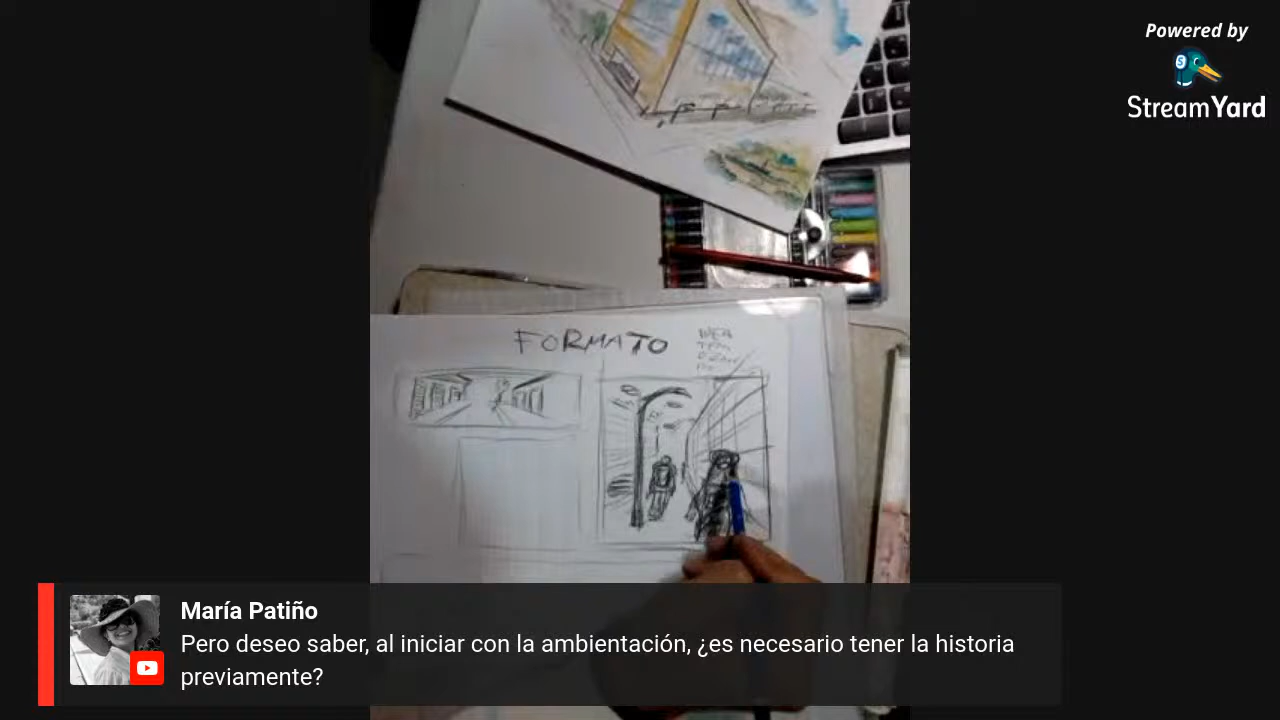 Powered by
StreamYard
FORMATO
María Patiño
Pero deseo saber, al iniciar con la ambientación, ¿es necesario tener la historia
previamente?